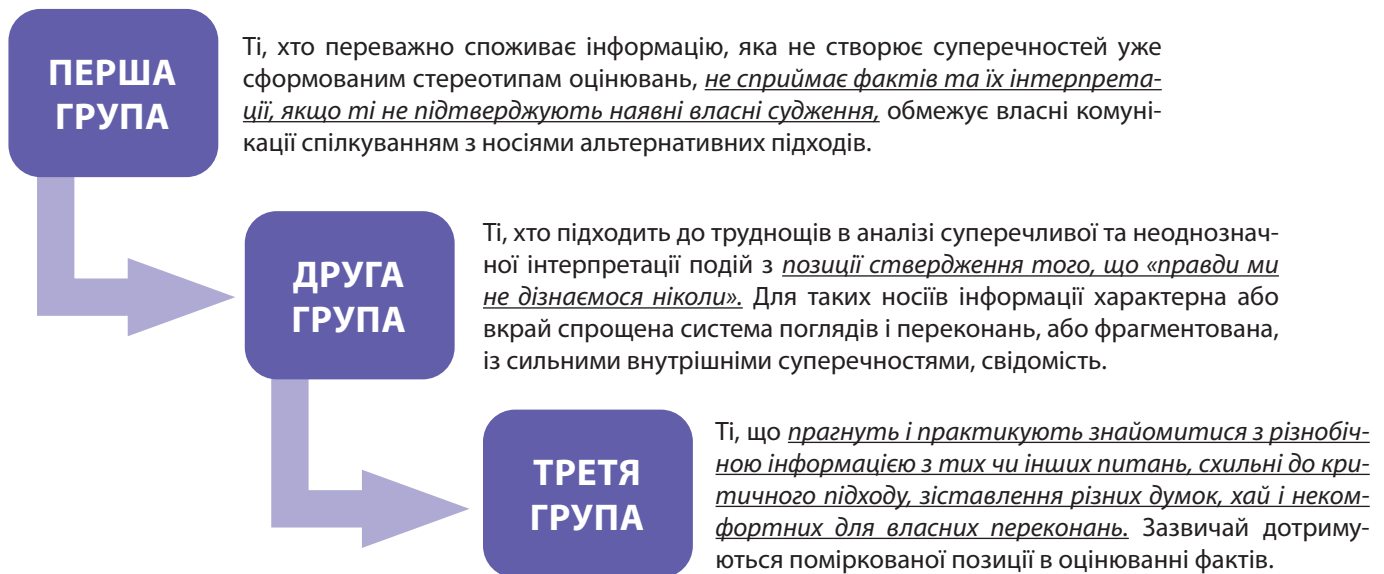 ПЕРША
ГРУПА
Ті, хто переважно споживає інформацію, яка не створює суперечностей уже
сформованим стереотипам оцінювань, не сприймає фактів та їх інтерпрета-
ції, якщо ті не підтверджують наявні власні судження, обмежує власні комуні-
кації спілкуванням з носіями альтернативних підходів.
ДРУГА
ГРУПА
Ті, хто підходить до труднощів в аналізі суперечливої та неоднознач-
ної інтерпретації подій з позиції ствердження того, що «правди ми
не дізнаємося ніколи». Для таких носіїв інформації характерна або
вкрай спрощена система поглядів і переконань, або фрагментована,
із сильними внутрішніми суперечностями, свідомість.
ТРЕТЯ
ГРУПА
Ті, що прагнуть і практикують знайомитися з різнобіч-
ною інформацією з тих чи інших питань, схильні до кри-
тичного підходу, зіставлення різних думок, хай і неком-
фортних для власних переконань. Зазвичай дотриму-
ються поміркованої позиції в оцінюванні фактів.